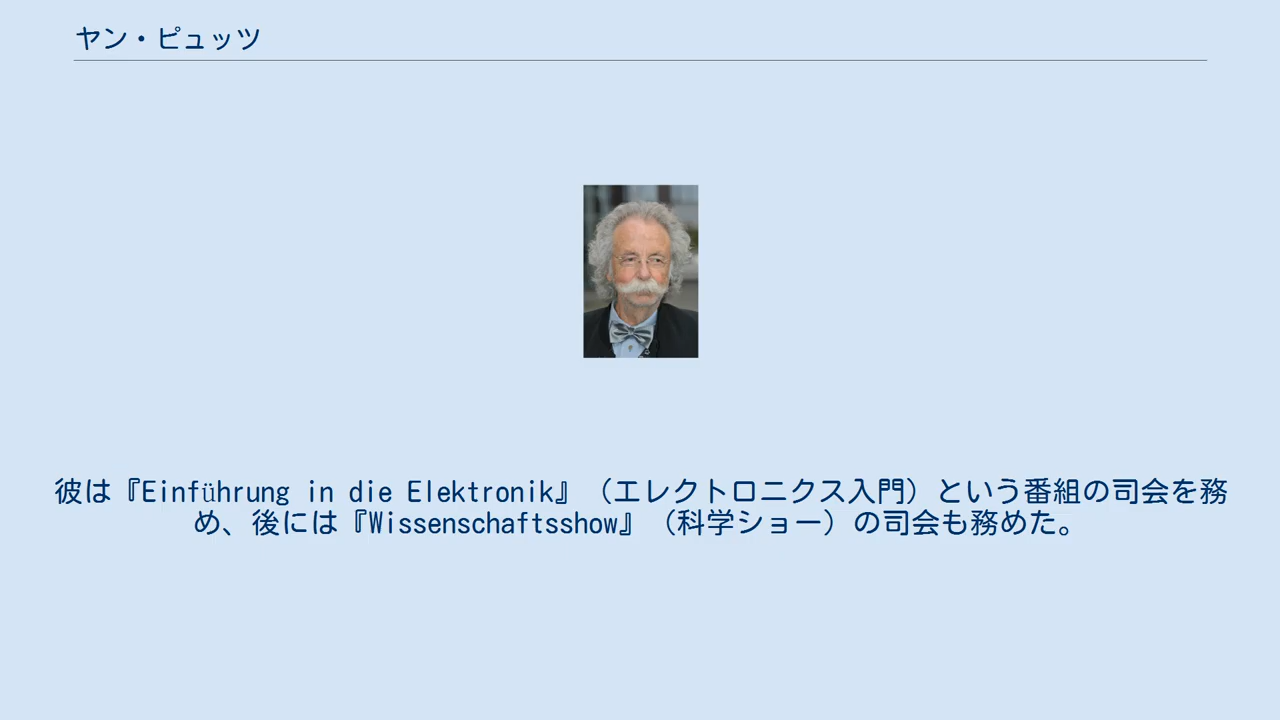 ヤン・ピュッツ
彼は『Einführung in die Elektronik』（エレクトロニクス入門）という番組の司会を務
め、後には『Wissenschaftsshow』（科学ショー）の司会も務めた。